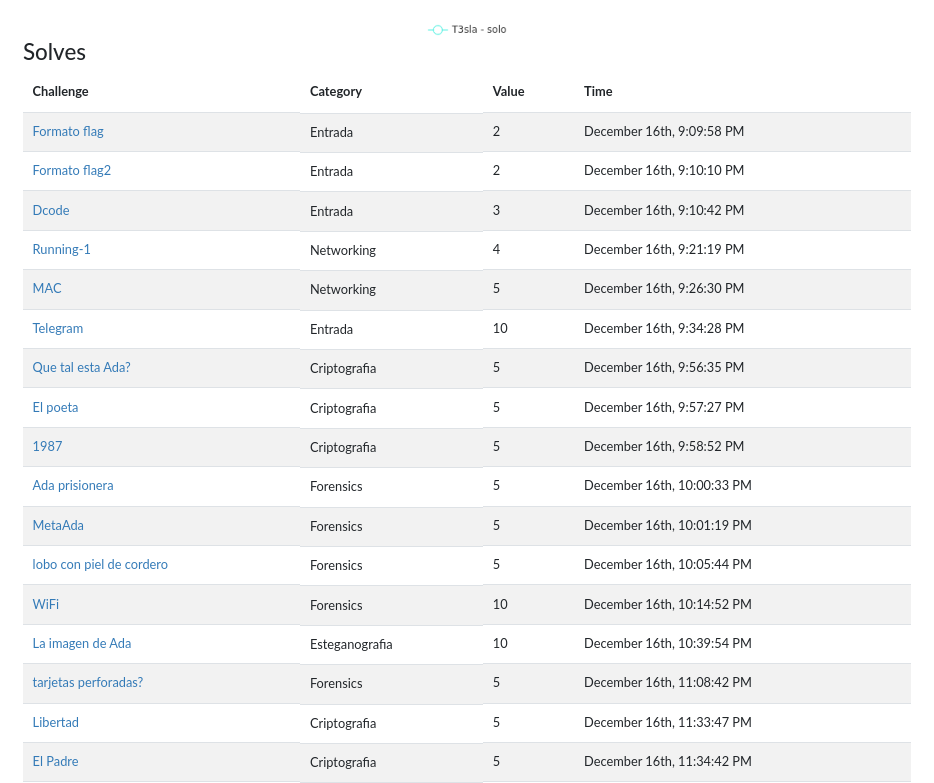 T3sla - solo
Solves
Challenge Category Value Time
Formato flag Entrada 2 December 16th, 9:09:58 PM
Formato flag2 Entrada 2 December 16th, 9:10:10 PM
Dcode Entrada 3 December 16th, 9:10:42 PM
Running-1 Networking 4 December 16th, 9:21:19 PM
MAC Networking 5 December 16th, 9:26:30 PM
Telegram Entrada 10 December 16th, 9:34:28 PM
Que tal esta Ada? Criptografia 5 December 16th, 9:56:35 PM
El poeta Criptografia 5 December 16th, 9:57:27 PM
1987 Criptografia 5 December 16th, 9:58:52 PM
Ada prisionera Forensics 5 December 16th, 10:00:33 PM
MetaAda Forensics 5 December 16th, 10:01:19 PM
lobo con piel de cordero Forensics 5 December 16th, 10:05:44 PM
WiFi Forensics 10 December 16th, 10:14:52 PM
La imagen de Ada Esteganografia 10 December 16th, 10:39:54 PM
tarjetas perforadas? Forensics 5 December 16th, 11:08:42 PM
Libertad Criptografia 5 December 16th, 11:33:47 PM
El Padre Criptografia 5 December 16th, 11:34:42 PM